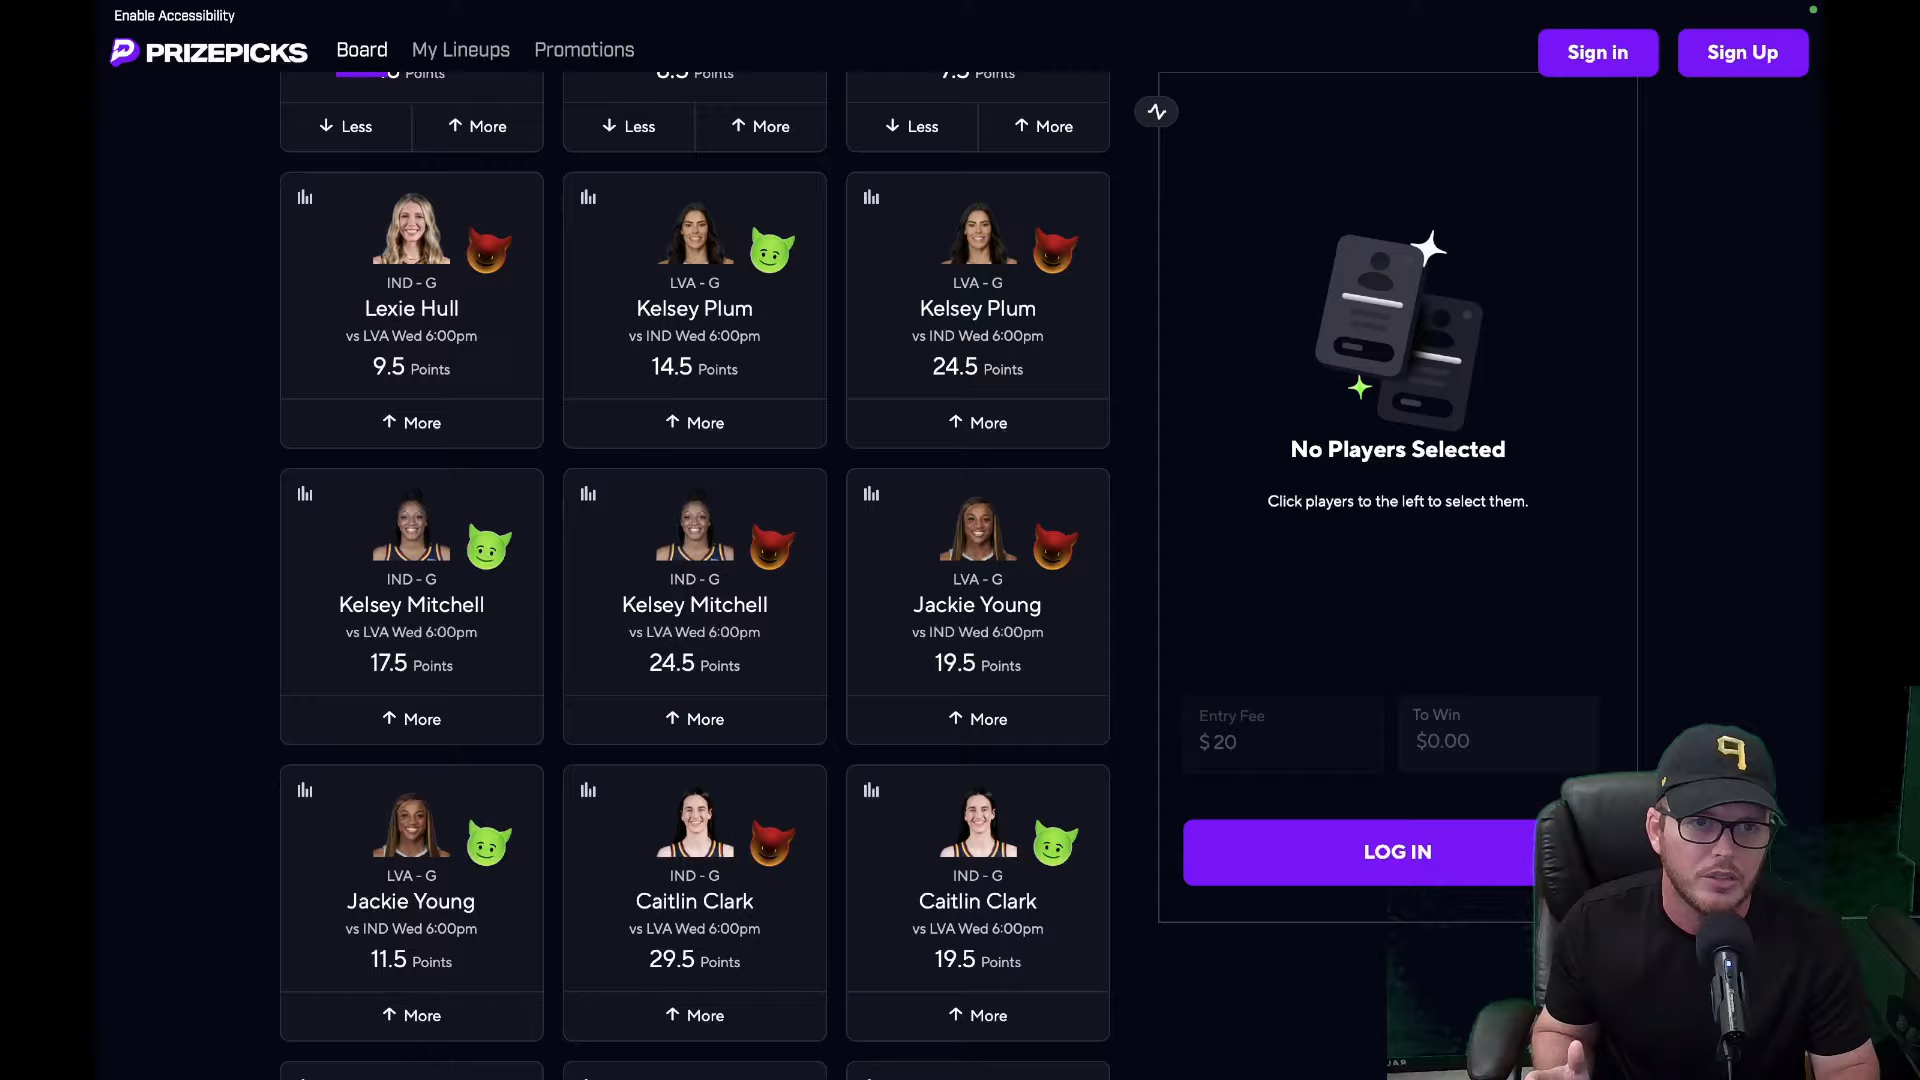 Enable Accessibility
PRIZEPICKS
Board
My Lineups
Promotions
Sign in
Sign Up
Points
6.5 Points
7.5 Points
Less
More
Less
More
Less
More
IND - G
Lexie Hull
vs LVA Wed 6:00pm
9.5 Points
More
LVA - G
Kelsey Plum
vs IND Wed 6:00pm
14.5 Points
More
LVA - G
Kelsey Plum
vs IND Wed 6:00pm
24.5 Points
More
IND - G
Kelsey Mitchell
vs LVA Wed 6:00pm
17.5 Points
More
IND - G
Kelsey Mitchell
vs LVA Wed 6:00pm
24.5 Points
More
LVA - G
Jackie Young
vs IND Wed 6:00pm
19.5 Points
More
LVA - G
Jackie Young
vs IND Wed 6:00pm
11.5 Points
More
IND - G
Caitlin Clark
vs LVA Wed 6:00pm
29.5 Points
More
IND - G
Caitlin Clark
vs LVA Wed 6:00pm
19.5 Points
More
No Players Selected
Click players to the left to select them.
Entry Fee
$ 20
To Win
$0.00
LOG IN